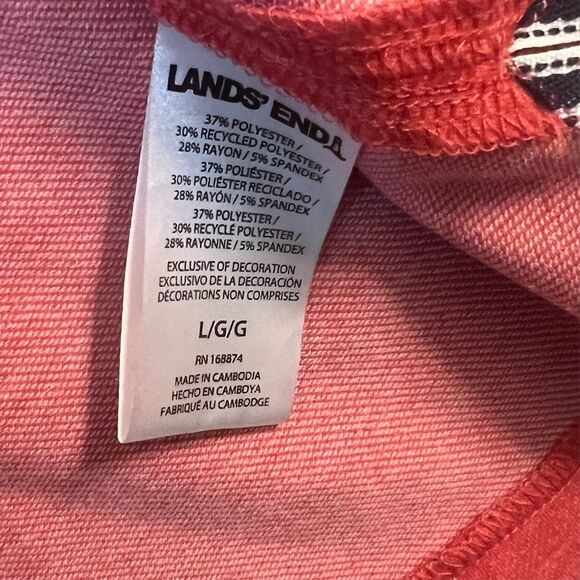 LANDS' END
37% POLYESTER /
30% RECYCLED POLYESTER /
28% RAYON / 5% SPANDEX
37% POLIÉSTER /
30% POLIÉSTER RECICLADO /
28% RAYÓN / 5% SPANDEX
37% POLYESTER /
30% RECYCLÉ POLYESTER /
28% RAYONNE / 5% SPANDEX
EXCLUSIVE OF DECORATION
EXCLUSIVO DE LA DECORACIÓN
DÉCORATIONS NON COMPRISES
L/G/G
RN 168874
MADE IN CAMBODIA
HECHO EN CAMBOYA
FABRIQUÉ AU CAMBODGE